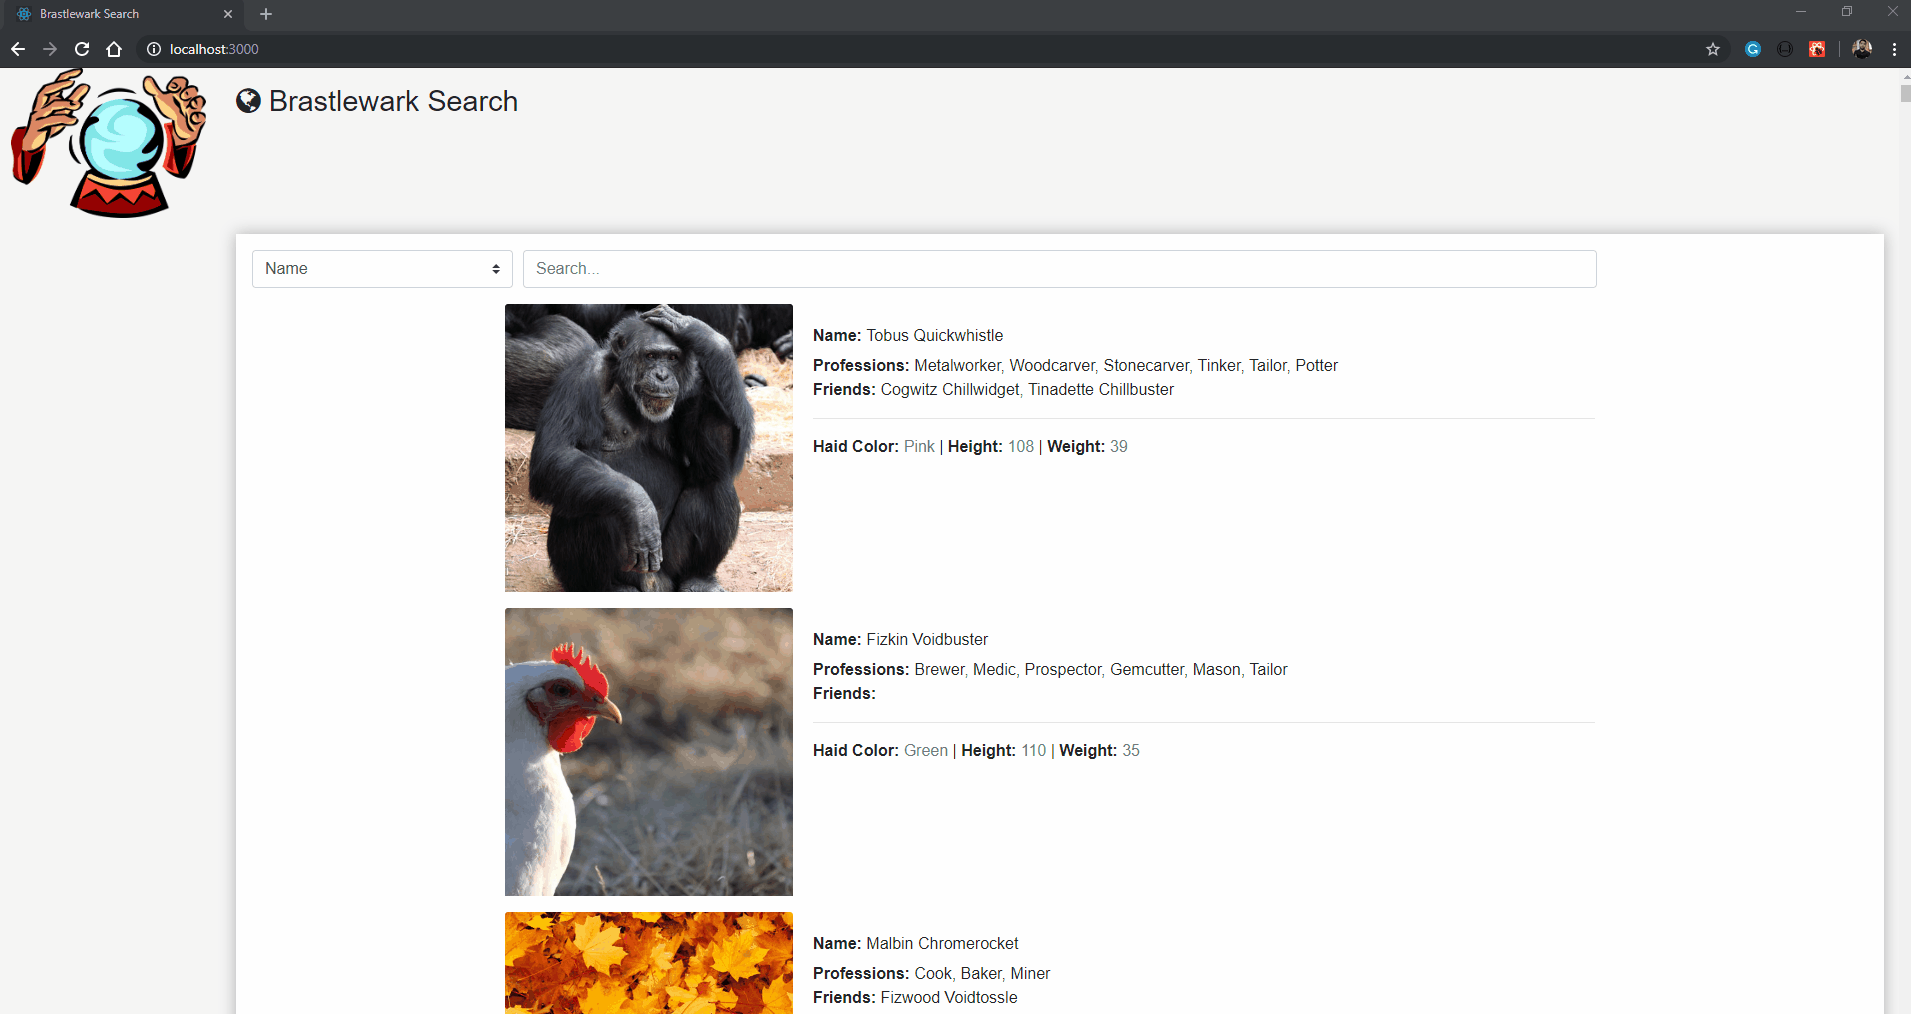 Brastlewark Search
localhost:3000
Brastlewark Search
Name
Search...
Name: Tobus Quickwhistle
Professions: Metalworker, Woodcarver, Stonecarver, Tinker, Tailor, Potter
Friends: Cogwitz Chillwidget, Tinadette Chillbuster
Haid Color: Pink | Height: 108 | Weight: 39
Name: Fizkin Voidbuster
Professions: Brewer, Medic, Prospector, Gemcutter, Mason, Tailor
Friends:
Haid Color: Green | Height: 110 | Weight: 35
Name: Malbin Chromerocket
Professions: Cook, Baker, Miner
Friends: Fizwood Voidtossle